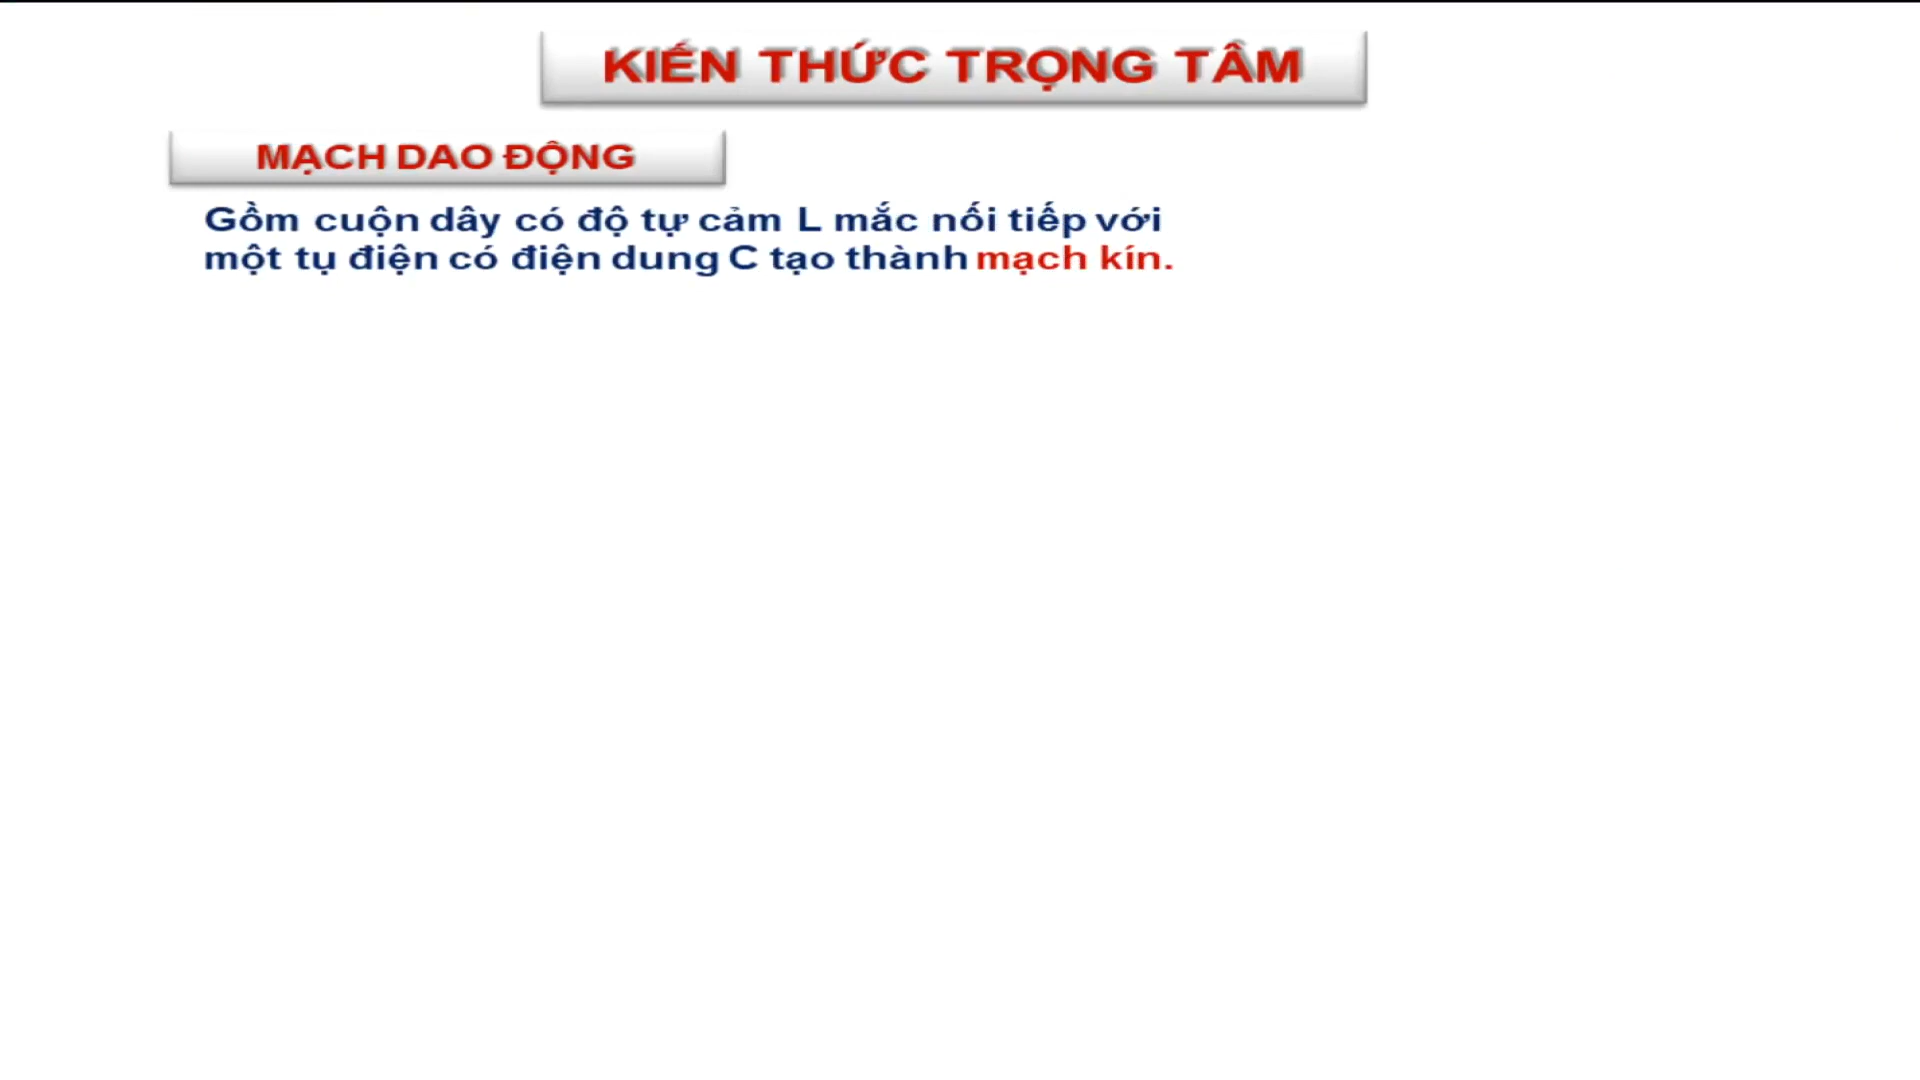 KIẾN THỨC TRỌNG TÂM
MẠCH DAO ĐỘNG
Gồm cuộn dây có độ tự cảm L mắc nối tiếp với
một tụ điện có điện dung C tạo thành mạch kín.